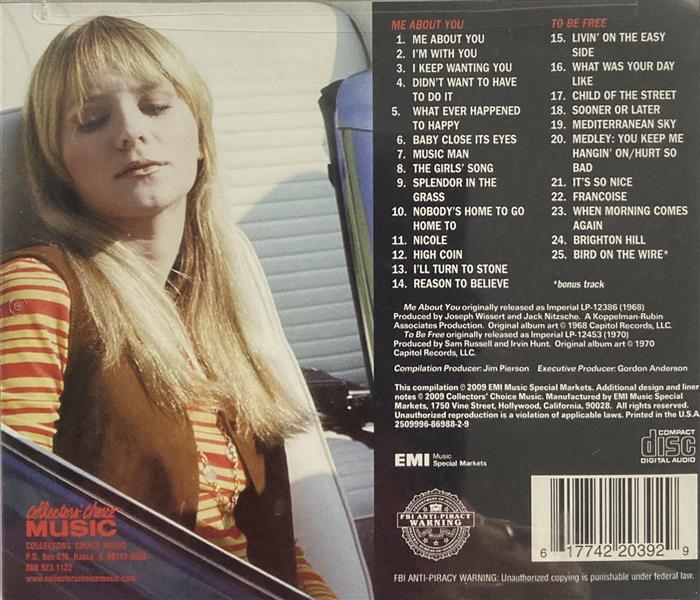 ME ABOUT YOU
1. ME ABOUT YOU
2. I'M WITH YOU
3. I KEEP WANTING YOU
4. DIDN'T WANT TO HAVE
TO DO IT
5. WHAT EVER HAPPENED
TO HAPPY
6. BABY CLOSE ITS EYES
7. MUSIC MAN
8. THE GIRLS' SONG
9. SPLENDOR IN THE
GRASS
10. NOBODY'S HOME TO GO
HOME TO
11. NICOLE
12. HIGH COIN
13. I'LL TURN TO STONE
14. REASON TO BELIEVE
TO BE FREE
15. LIVIN' ON THE EASY
SIDE
16. WHAT WAS YOUR DAY
LIKE
17. CHILD OF THE STREET
18. SOONER OR LATER
19. MEDITERRANEAN SKY
20. MEDLEY: YOU KEEP ME
HANGIN' ON/HURT SO
BAD
21. IT'S SO NICE
22. FRANCOISE
23. WHEN MORNING COMES
AGAIN
24. BRIGHTON HILL
25. BIRD ON THE WIRE*
*bonus track
Me About You originally released as Imperial LP-12386 (1968)
Produced by Joseph Wissert and Jack Nitzsche. A Koppelman-Rubin
Associates Production. Original album art © 1968 Capitol Records, LLC.
To Be Free originally released as Imperial LP-12453 (1970)
Produced by Sam Russell and Irvin Hunt. Original album art © 1970
Capitol Records, LLC.
Compilation Producer: Jim Pierson Executive Producer: Gordon Anderson
This compilation ℗ 2009 EMI Music Special Markets. Additional design and liner
notes © 2009 Collectors' Choice Music. Manufactured by EMI Music Special
Markets, 1750 Vine Street, Hollywood, California, 90028. All rights reserved.
Unauthorized reproduction is a violation of applicable laws. Printed in the U.S.A.
2509996-86988-2-9
COMPACT
disc
DIGITAL AUDIO
EMI Music
Special Markets
FBI ANTI-PIRACY
WARNING
6 17742 20392 9
FBI ANTI-PIRACY WARNING: Unauthorized copying is punishable under federal law.
Collectors' Choice
MUSIC
COLLECTORS' CHOICE MUSIC
P.O. Box 838, Itasca IL 60143-0838
800 923.1122
www.collectorschoicemusic.com